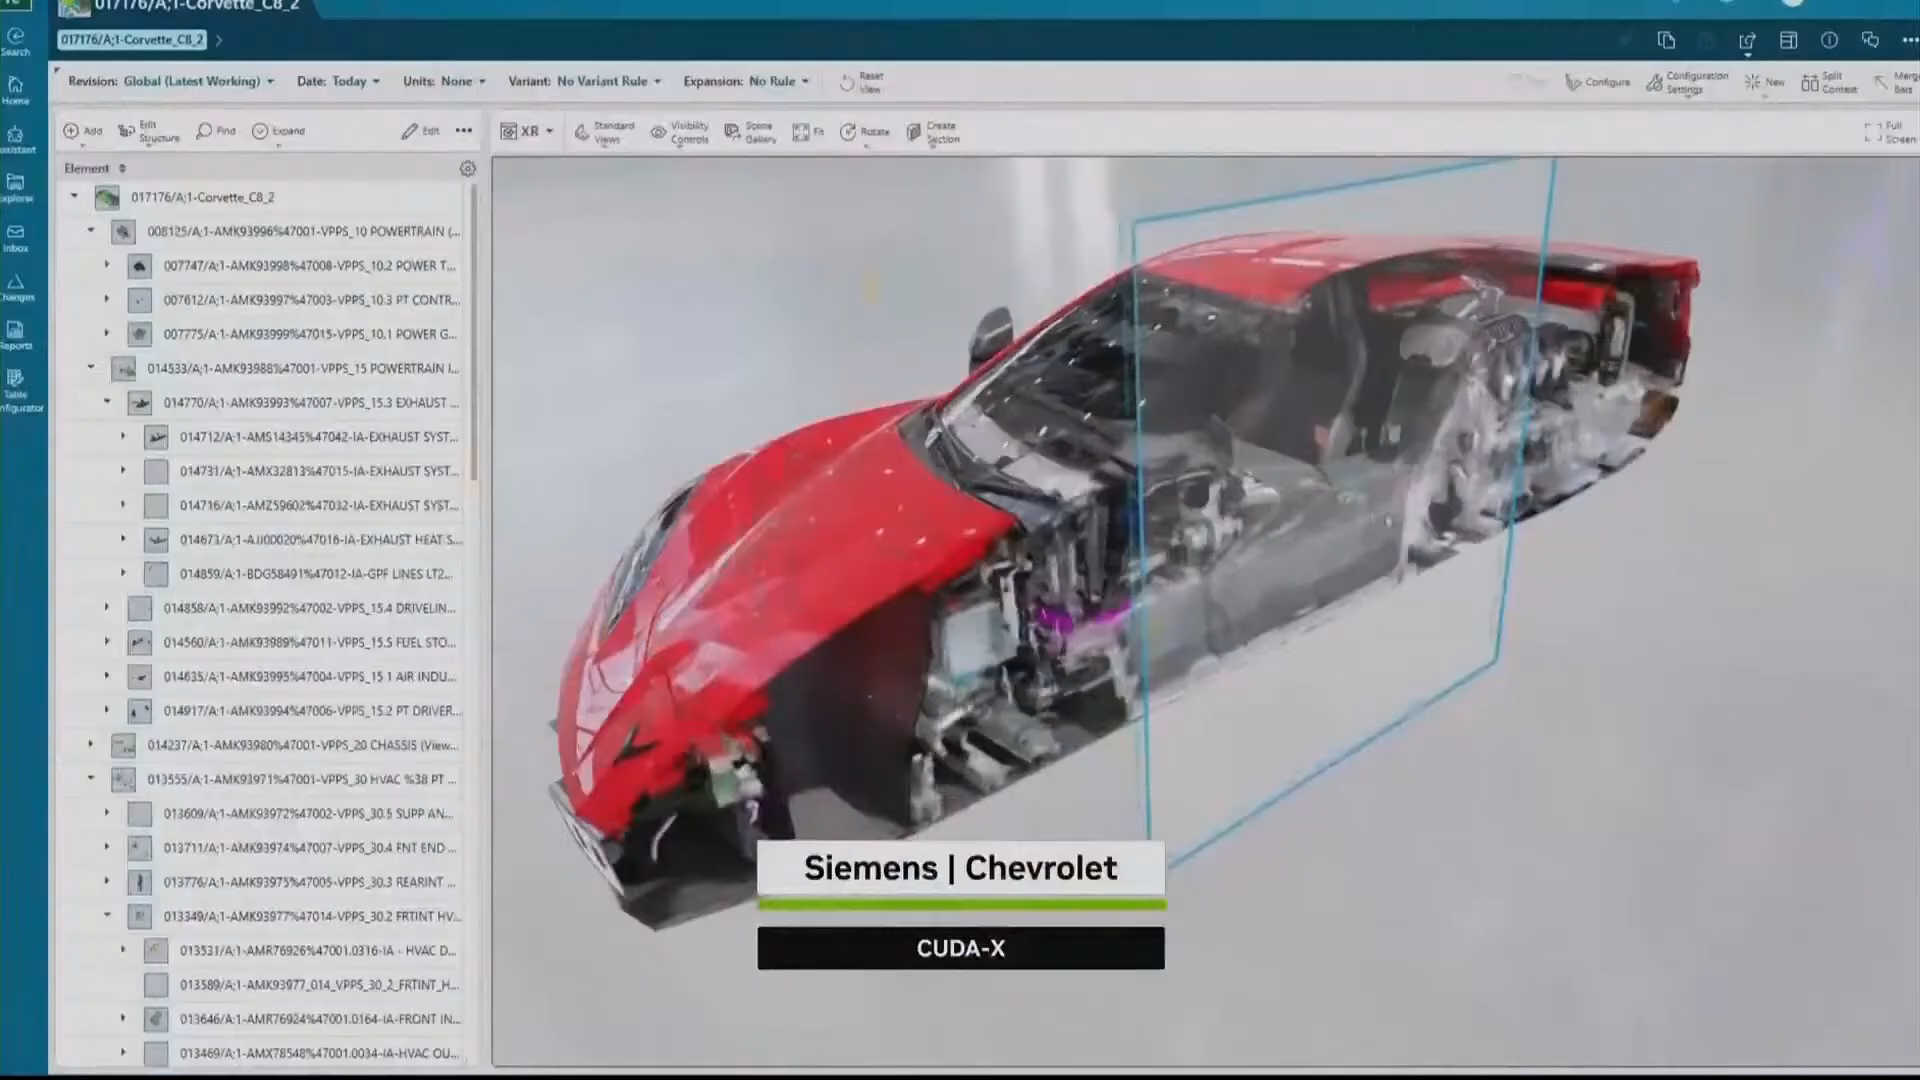 017176/A;1-Corvette_C8_2
017176/A;1-Corvette_C8_2
Search
Home
Assistant
Explorer
Inbox
Changes
Reports
Table
nfigurator
Revision: Global (Latest Working)
Date: Today
Units: None
Variant: No Variant Rule
Expansion: No Rule
Reset View
Configure
Configuration Settings
New
Split Context
Add
Edit Structure
Find
Expand
Edit
XR
Standard Views
Visibility Controls
Scene Gallery
Fit
Rotate
Create Section
Full Screen
Element
017176/A;1-Corvette_C8_2
008125/A;1-AMK93996%47001-VPPS_10 POWERTRAIN (...
007747/A;1-AMK93998%47008-VPPS_10.2 POWER T...
007612/A;1-AMK93997%47003-VPPS_10.3 PT CONTR...
007775/A;1-AMK93999%47015-VPPS_10.1 POWER G...
014533/A;1-AMK93988%47001-VPPS_15 POWERTRAIN I...
014770/A;1-AMK93993%47007-VPPS_15.3 EXHAUST ...
014712/A;1-AMS14345%47042-IA-EXHAUST SYST...
014731/A;1-AMX32813%47015-IA-EXHAUST SYST...
014716/A;1-AMZ59602%47032-IA-EXHAUST SYST...
014673/A;1-AJJ00020%47016-IA-EXHAUST HEAT S...
014859/A;1-BDG58491%47012-IA-GPF LINES LT2...
014858/A;1-AMK93992%47002-VPPS_15.4 DRIVELIN...
014560/A;1-AMK93989%47011-VPPS_15.5 FUEL STO...
014635/A;1-AMK93995%47004-VPPS_15.1 AIR INDU...
014917/A;1-AMK93994%47006-VPPS_15.2 PT DRIVER...
014237/A;1-AMK93980%47001-VPPS_20 CHASSIS (View...
013555/A;1-AMK93971%47001-VPPS_30 HVAC %38 PT ...
013609/A;1-AMK93972%47002-VPPS_30.5 SUPP AN...
013711/A;1-AMK93974%47007-VPPS_30.4 FNT END ...
013776/A;1-AMK93975%47005-VPPS_30.3 REARINT ...
013349/A;1-AMK93977%47014-VPPS_30.2 FRTINT HV...
013531/A;1-AMR76926%47001.0316-IA - HVAC D...
013589/A;1-AMK93977_014_VPPS_30_2_FRTINT_H...
013646/A;1-AMR76924%47001.0164-IA-FRONT IN...
013469/A;1-AMX78548%47001.0034-IA-HVAC OU...
Siemens | Chevrolet
CUDA-X